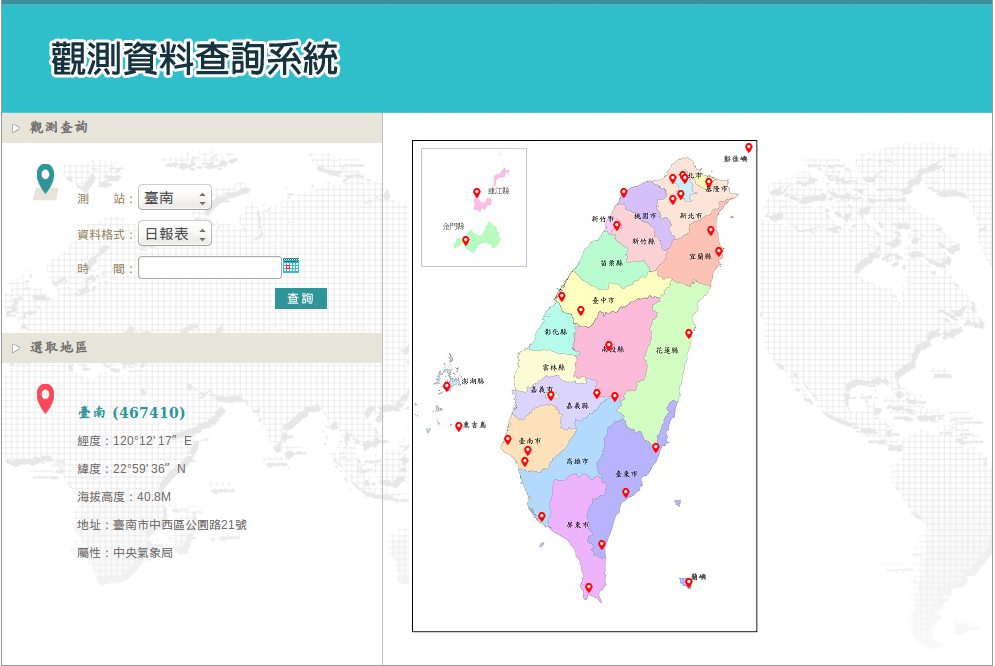 觀測資料查詢系統
觀測查詢
測 站：
臺南
資料格式：
日報表
時 間：
查詢
選取地區
臺南 (467410)
經度：120°12' 17″ E
緯度：22°59' 36″ N
海拔高度：40.8M
地址：臺南市中西區公園路21號
屬性：中央氣象局
彭佳嶼
連江縣
金門縣
北市
基隆市
新北市
桃園市
新竹市
新竹縣
宜蘭縣
苗栗縣
臺中市
彰化縣
南投縣
花蓮縣
雲林縣
澎湖縣
嘉義市
嘉義縣
東吉島
臺南市
高雄市
臺東市
屏東市
蘭嶼